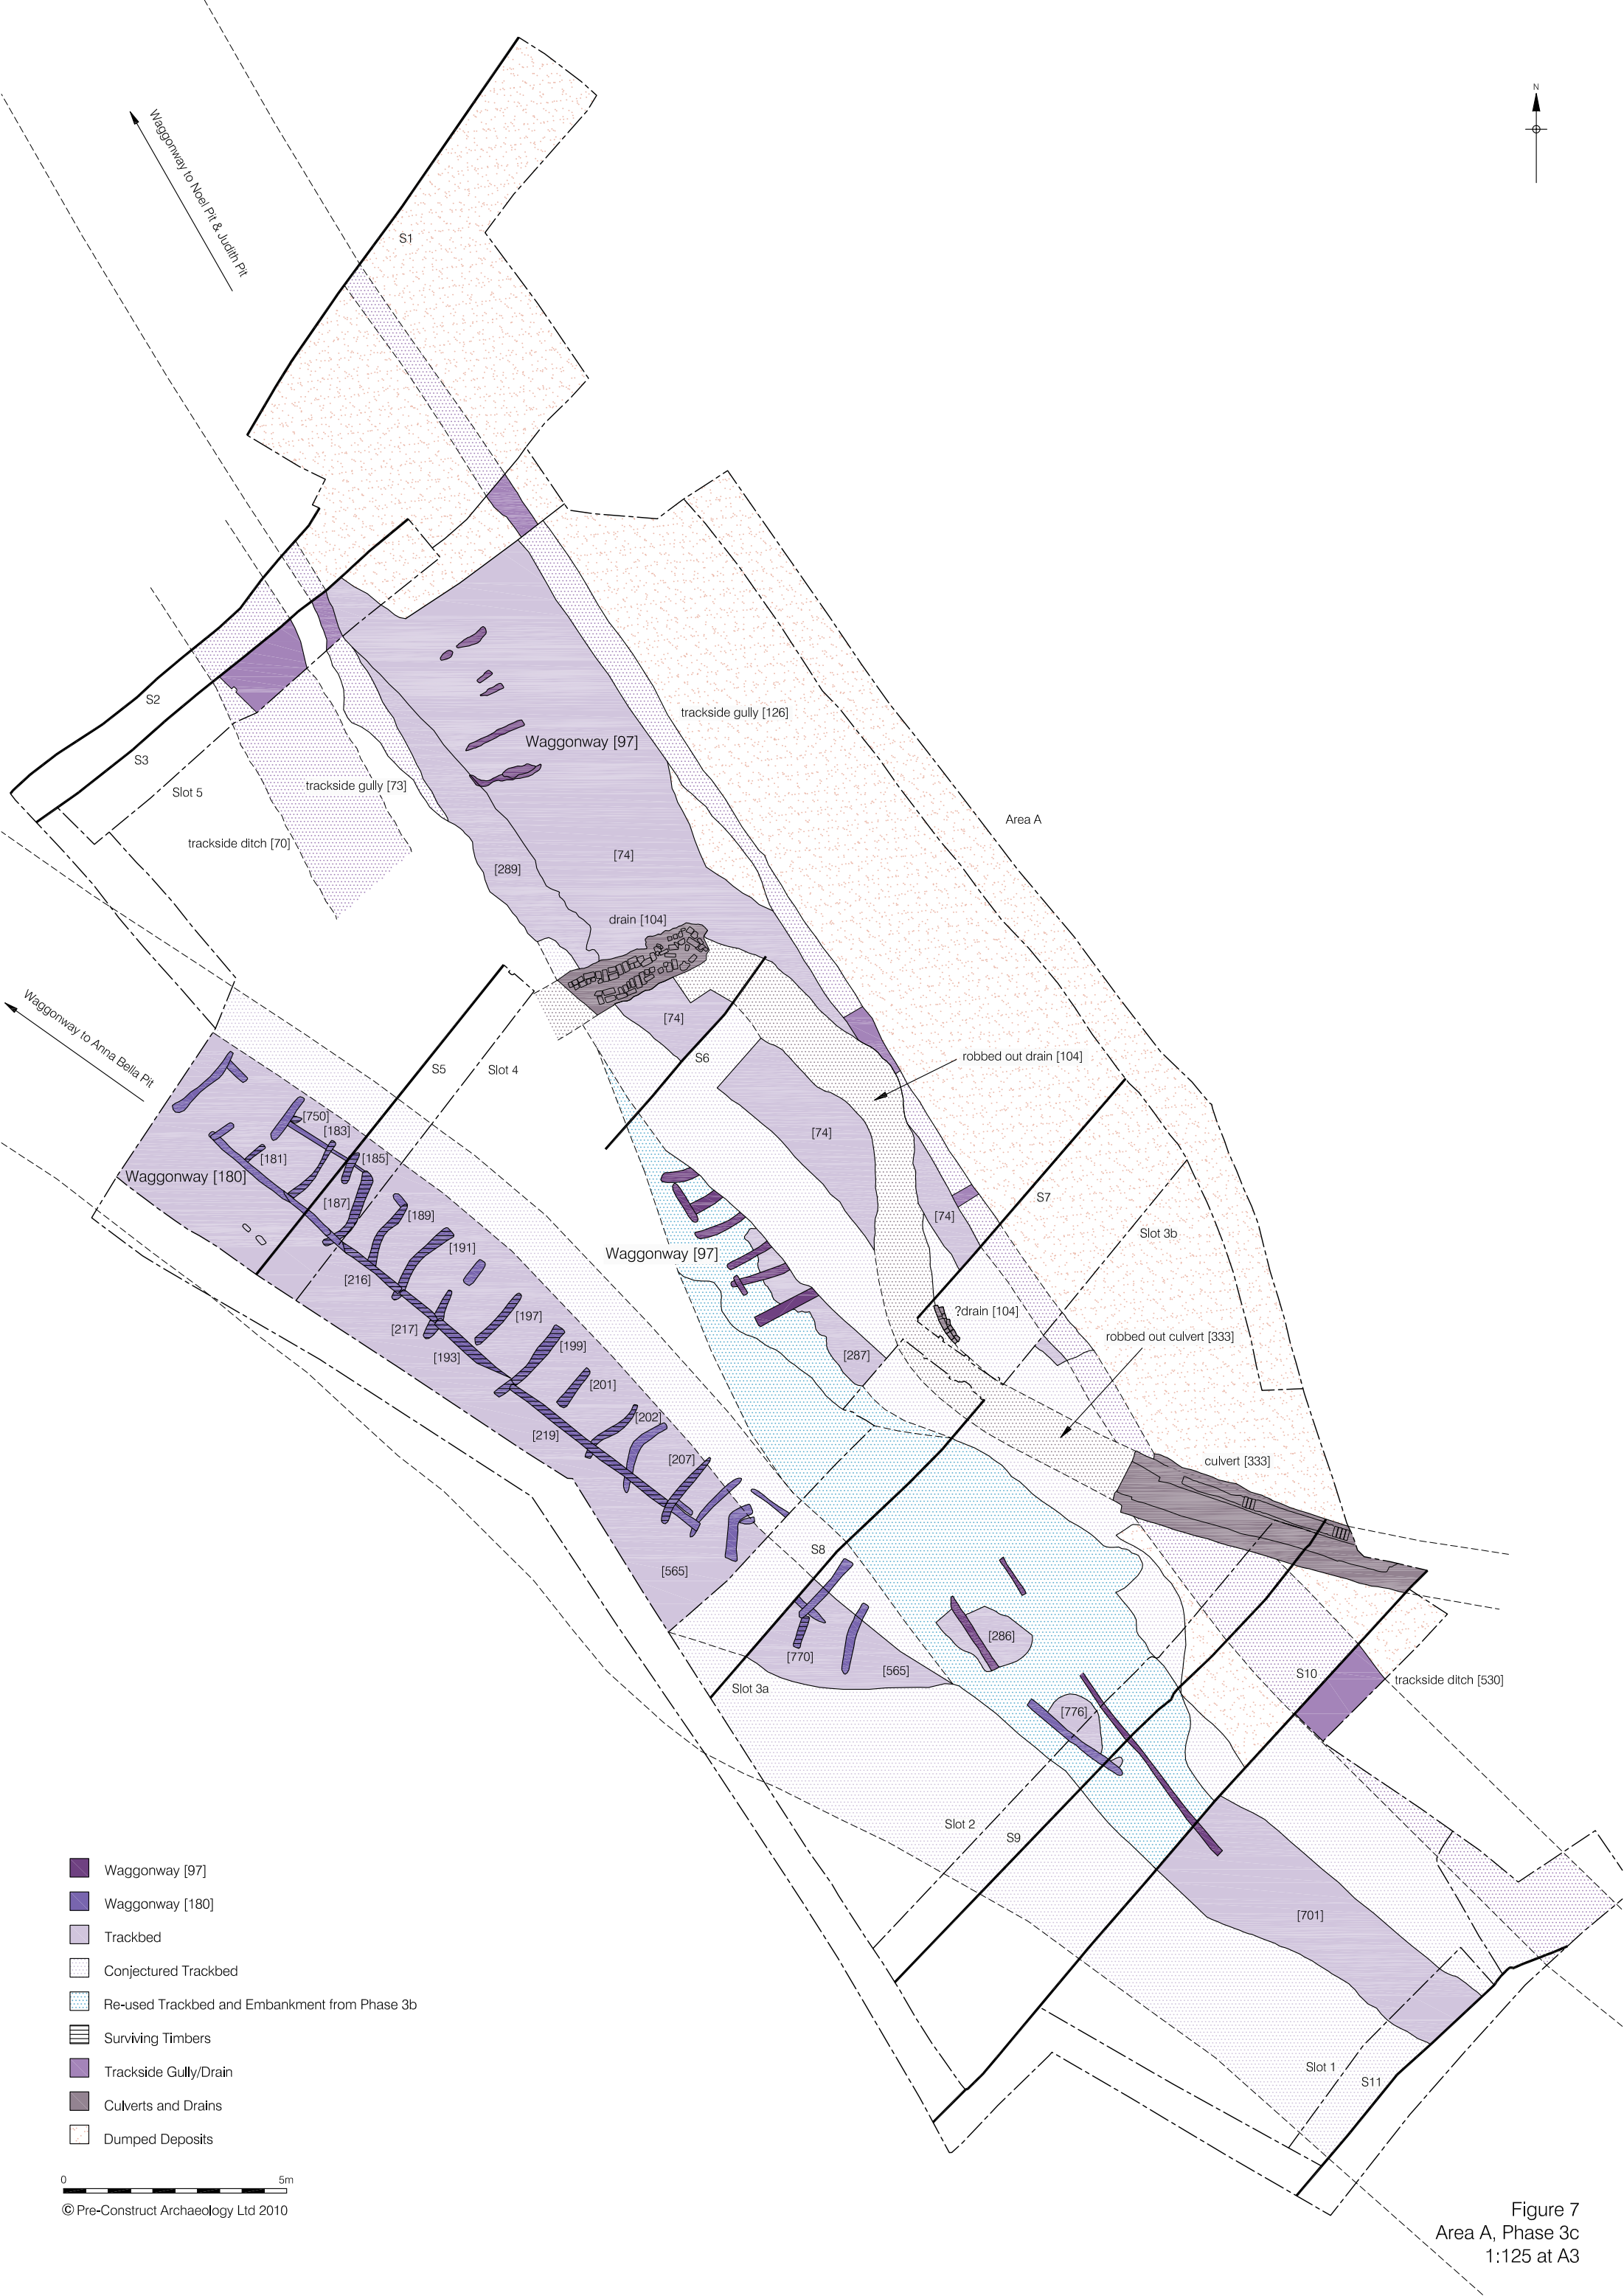 N
Waggonway to Noel Pit & Judith Pit
S1
trackside gully [126]
Waggonway [97]
S2
S3
Slot 5
trackside gully [73]
trackside ditch [70]
Area A
[74]
[289]
drain [104]
Waggonway to Anna Bella Pit
S5
Slot 4
[74]
S6
robbed out drain [104]
[750]
[183]
[181]
[185]
Waggonway [180]
[187]
[189]
[191]
[74]
[74]
S7
Slot 3b
Waggonway [97]
[216]
[217]
[193]
[197]
[199]
[201]
[202]
[219]
[207]
?drain [104]
robbed out culvert [333]
[287]
culvert [333]
S8
[565]
[770]
[565]
Slot 3a
[286]
[776]
S10
trackside ditch [530]
Slot 2
S9
[701]
Slot 1
S11
Waggonway [97]
Waggonway [180]
Trackbed
Conjectured Trackbed
Re-used Trackbed and Embankment from Phase 3b
Surviving Timbers
Trackside Gully/Drain
Culverts and Drains
Dumped Deposits
0 5m
© Pre-Construct Archaeology Ltd 2010
Figure 7
Area A, Phase 3c
1:125 at A3